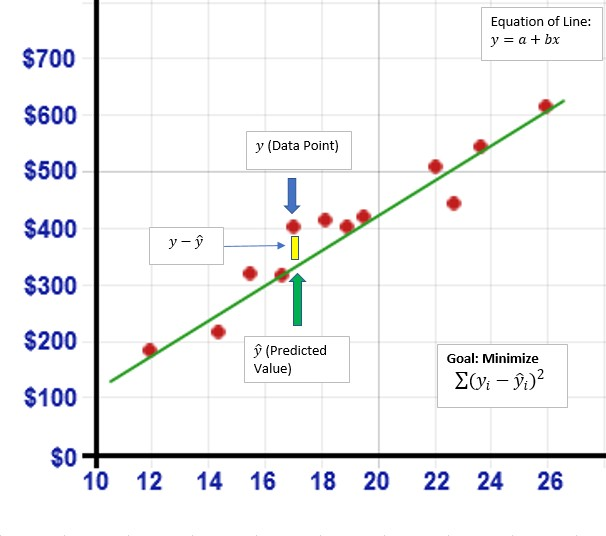 Equation of Line:
y = a + bx
$700
$600
y (Data Point)
$500
$400
y − ŷ
$300
$200
ŷ (Predicted
Value)
Goal: Minimize
Σ(yᵢ − ŷᵢ)²
$100
$0
10 12 14 16 18 20 22 24 26